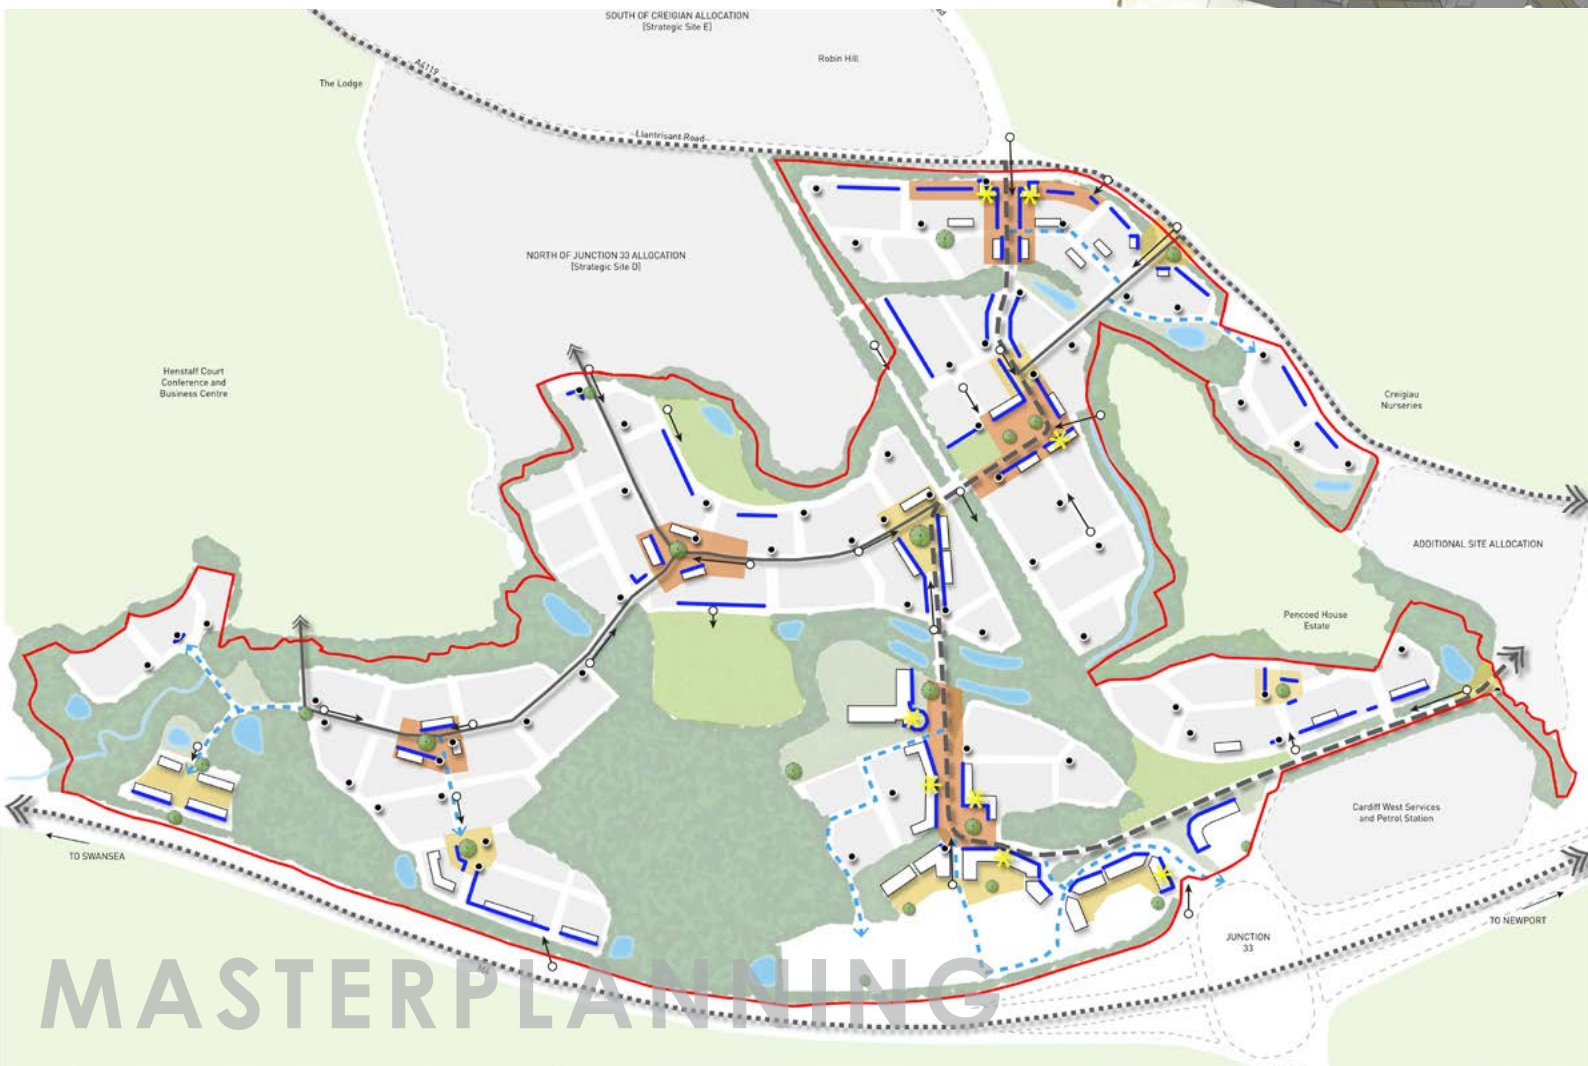 SOUTH OF CREIGIAN ALLOCATION
(Strategic Site E)
Robin Hill
A4119
The Lodge
Llantrisant Road
NORTH OF JUNCTION 33 ALLOCATION
(Strategic Site D)
Henstaff Court
Conference and
Business Centre
Creigiau
Nurseries
ADDITIONAL SITE ALLOCATION
Pencoed House
Estate
Cardiff West Services
and Petrol Station
TO SWANSEA
TO NEWPORT
JUNCTION
33
M4
MASTERPLANNING